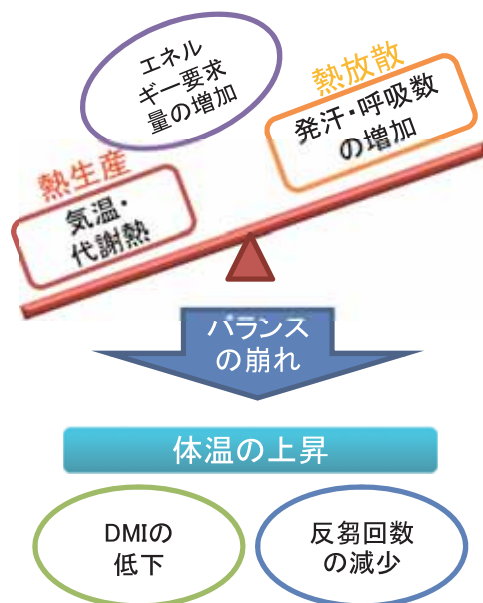 エネル
ギー要求
量の増加
熱放散
発汗・呼吸数
の増加
熱生産
気温・
代謝熱
バランス
の崩れ
体温の上昇
DMIの
低下
反芻回数
の減少